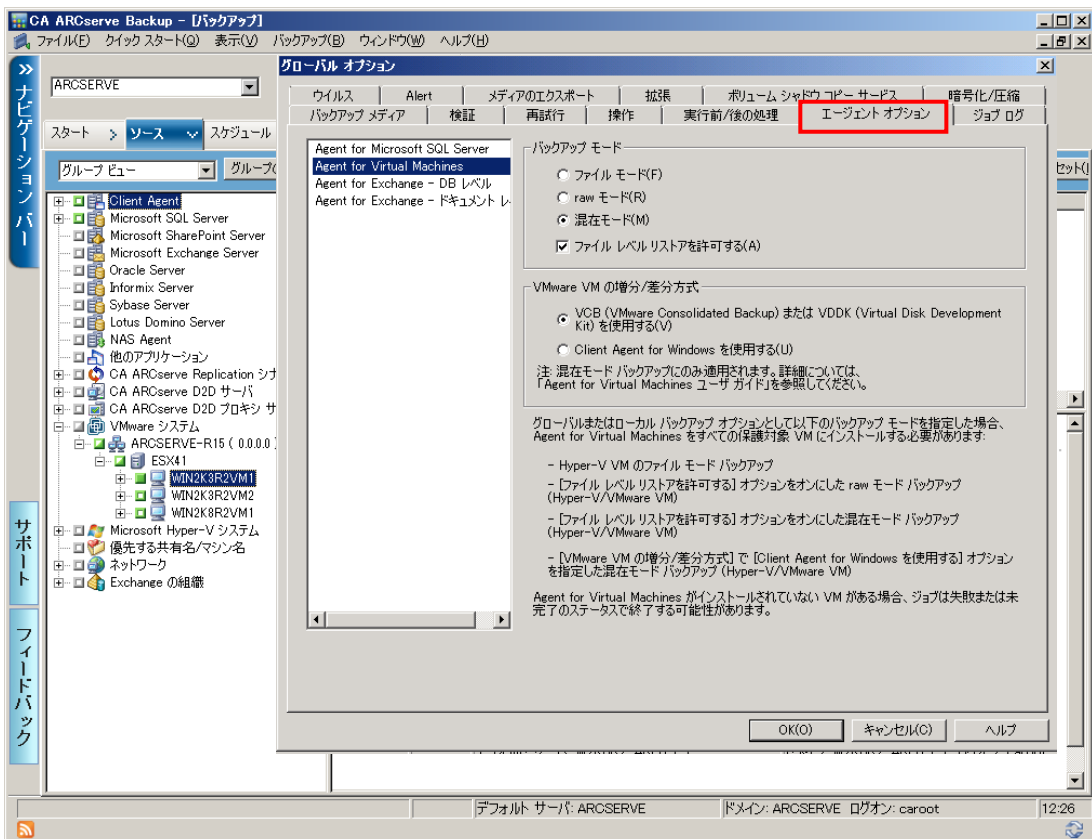 CA ARCserve Backup - [バックアップ]
ファイル(F) クイック スタート(Q) 表示(V) バックアップ(B) ウィンドウ(W) ヘルプ(H)
»
ナビゲーション バー
サポート
フィードバック
ARCSERVE
スタート > ソース スケジュール
グループ ビュー
グループ(
セット(
Client Agent
Microsoft SQL Server
Microsoft SharePoint Server
Microsoft Exchange Server
Oracle Server
Informix Server
Sybase Server
Lotus Domino Server
NAS Agent
他のアプリケーション
CA ARCserve Replication シナ
CA ARCserve D2D サーバ
CA ARCserve D2D プロキシ サ
VMware システム
ARCSERVE-R15 ( 0.0.0.0
ESX41
WIN2K3R2VM1
WIN2K3R2VM2
WIN2K8R2VM1
Microsoft Hyper-V システム
優先する共有名/マシン名
ネットワーク
Exchange の組織
グローバル オプション
ウイルス Alert メディアのエクスポート 拡張 ボリューム シャドウ コピー サービス 暗号化/圧縮
バックアップ メディア 検証 再試行 操作 実行前/後の処理 エージェント オプション ジョブ ログ
Agent for Microsoft SQL Server
Agent for Virtual Machines
Agent for Exchange - DB レベル
Agent for Exchange - ドキュメント レ
バックアップ モード
ファイル モード(F)
raw モード(R)
混在モード(M)
ファイル レベル リストアを許可する(A)
VMware VM の増分/差分方式
VCB (VMware Consolidated Backup) または VDDK (Virtual Disk Development
Kit) を使用する(V)
Client Agent for Windows を使用する(U)
注: 混在モード バックアップにのみ適用されます。詳細については、
「Agent for Virtual Machines ユーザ ガイド」を参照してください。
グローバルまたはローカル バックアップ オプションとして以下のバックアップ モードを指定した場合、
Agent for Virtual Machines をすべての保護対象 VM にインストールする必要があります:
- Hyper-V VM のファイル モード バックアップ
- [ファイル レベル リストアを許可する] オプションをオンにした raw モード バックアップ
(Hyper-V/VMware VM)
- [ファイル レベル リストアを許可する] オプションをオンにした混在モード バックアップ
(Hyper-V/VMware VM)
- [VMware VM の増分/差分方式] で [Client Agent for Windows を使用する] オプション
を指定した混在モード バックアップ (Hyper-V/VMware VM)
Agent for Virtual Machines がインストールされていない VM がある場合、ジョブは失敗または未
完了のステータスで終了する可能性があります。
OK(O) キャンセル(C) ヘルプ
デフォルト サーバ: ARCSERVE ドメイン: ARCSERVE ログオン: caroot 12:26